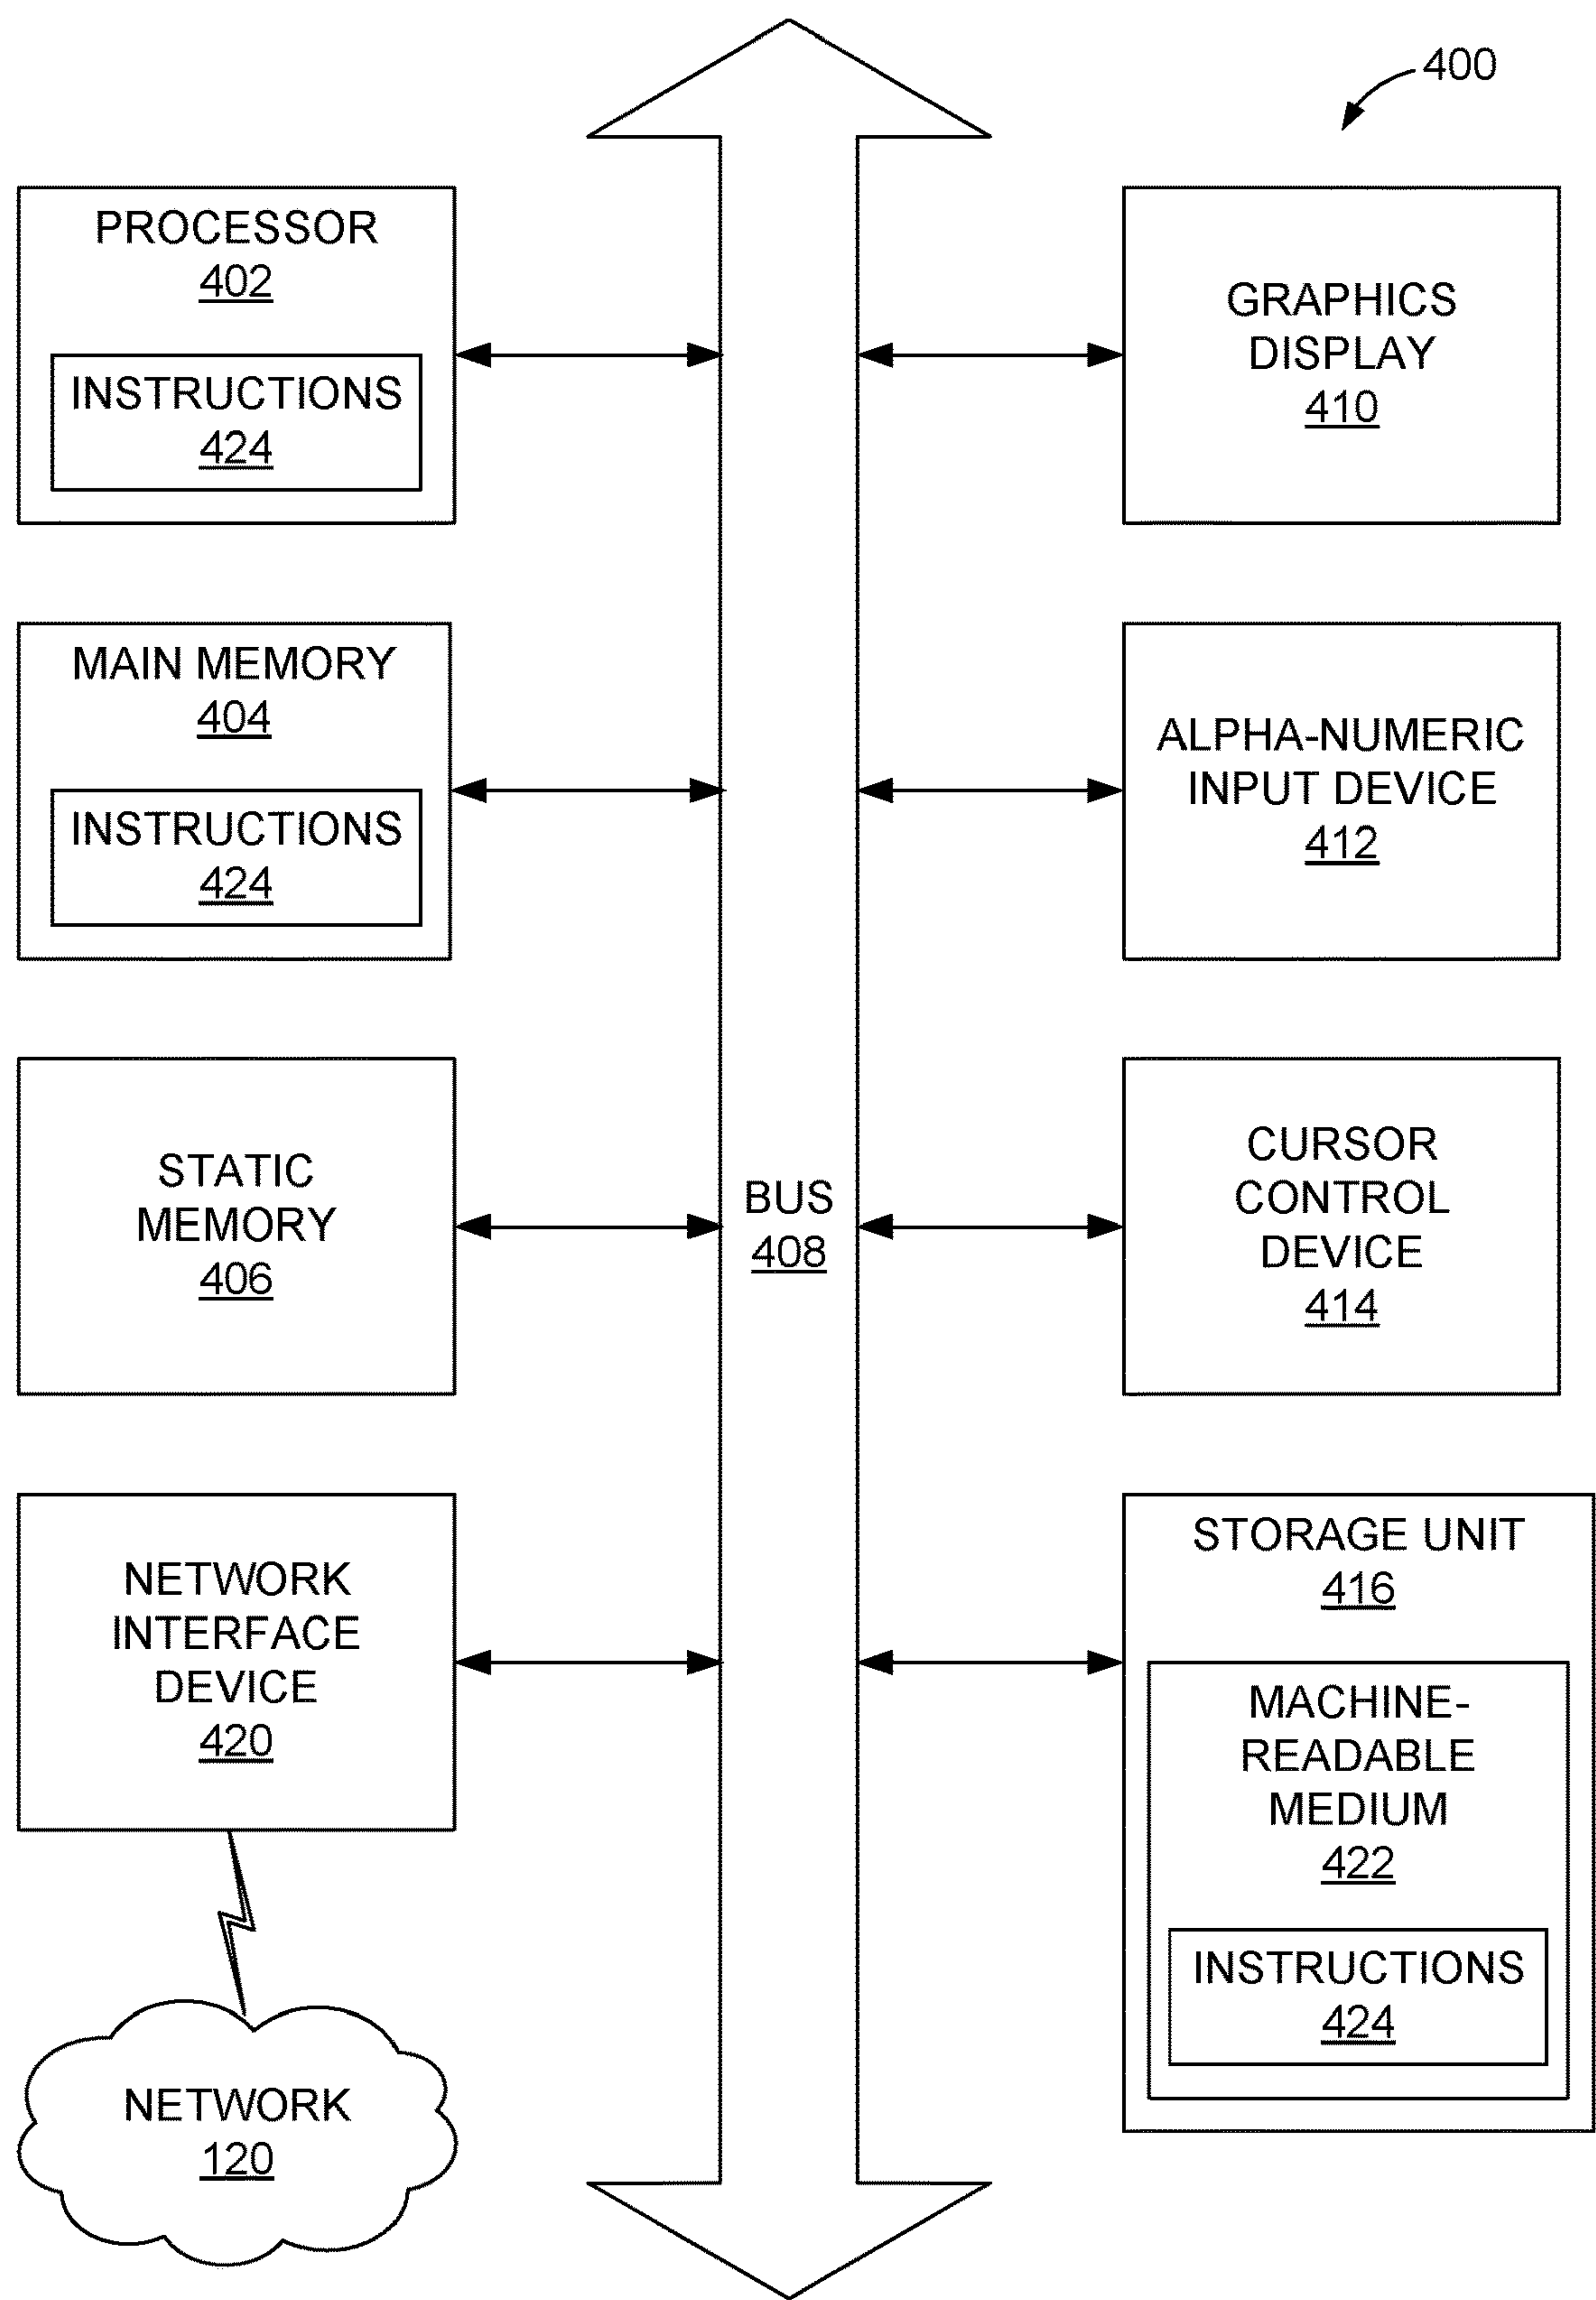 400
PROCESSOR
402
INSTRUCTIONS
424
MAIN MEMORY
404
INSTRUCTIONS
424
STATIC
MEMORY
406
NETWORK
INTERFACE
DEVICE
420
NETWORK
120
BUS
408
GRAPHICS
DISPLAY
410
ALPHA-NUMERIC
INPUT DEVICE
412
CURSOR
CONTROL
DEVICE
414
STORAGE UNIT
416
MACHINE-
READABLE
MEDIUM
422
INSTRUCTIONS
424